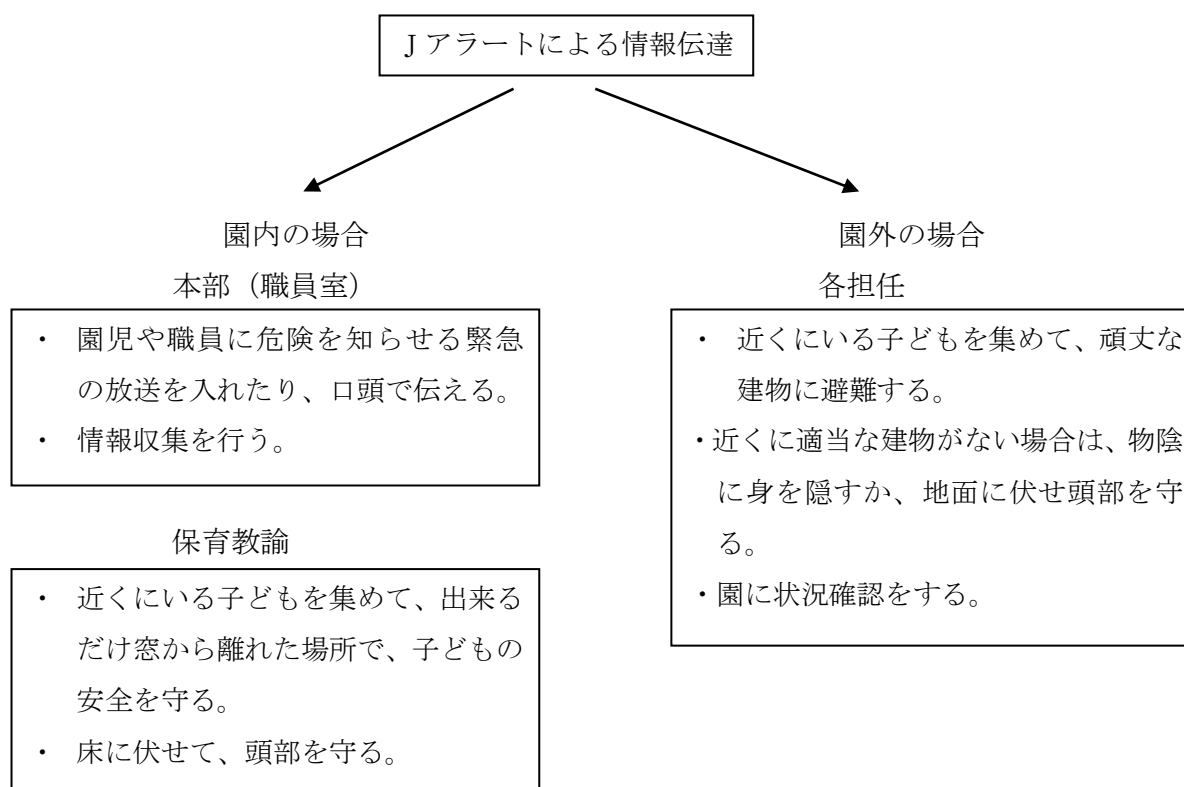 Jアラートによる情報伝達
園内の場合
本部（職員室）
・ 園児や職員に危険を知らせる緊急
の放送を入れたり、口頭で伝える。
・ 情報収集を行う。
保育教論
・ 近くにいる子どもを集めて、出来る
だけ窓から離れた場所で、子どもの
安全を守る。
・ 床に伏せて、頭部を守る。
園外の場合
各担任
・ 近くにいる子どもを集めて、頑丈な
建物に避難する。
・近くに適当な建物がない場合は、物陰
に身を隠すか、地面に伏せ頭部を守
る。
・園に状況確認をする。